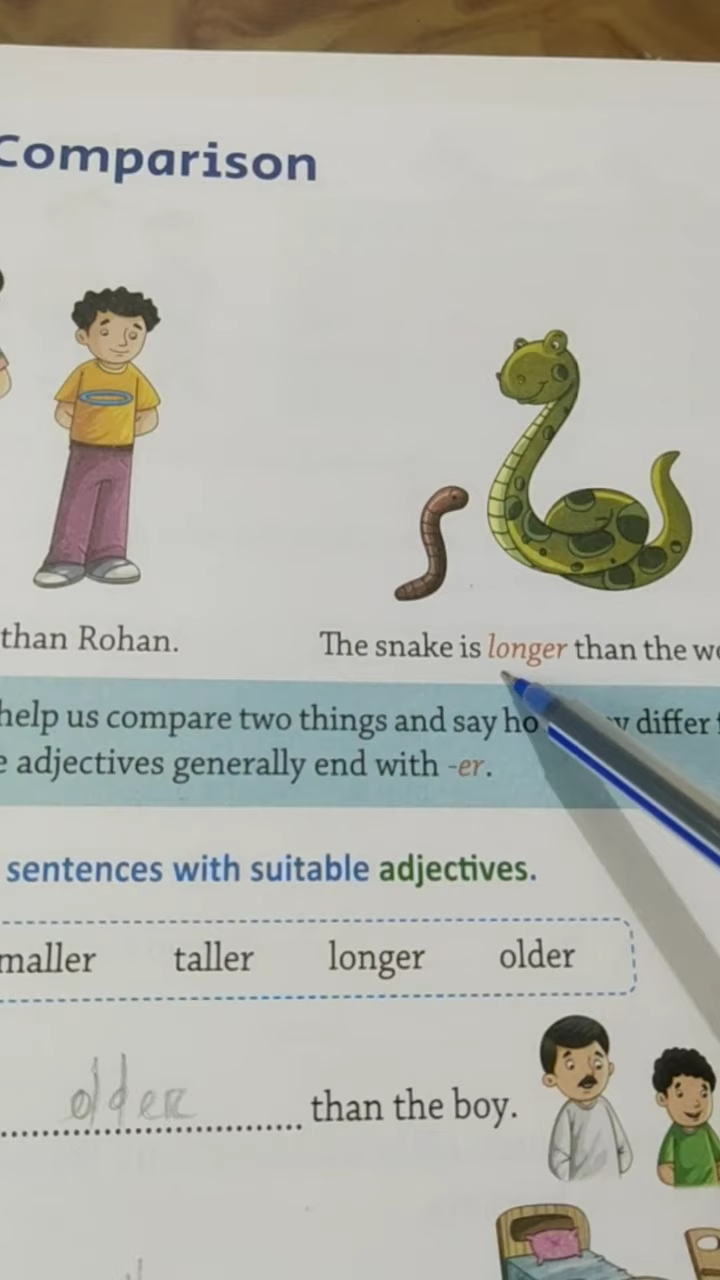 Comparison
than Rohan.
The snake is longer than the
help us compare two things and say differ
adjectives generally end with -er.
sentences with suitable adjectives.
maller taller longer older
older than the boy.